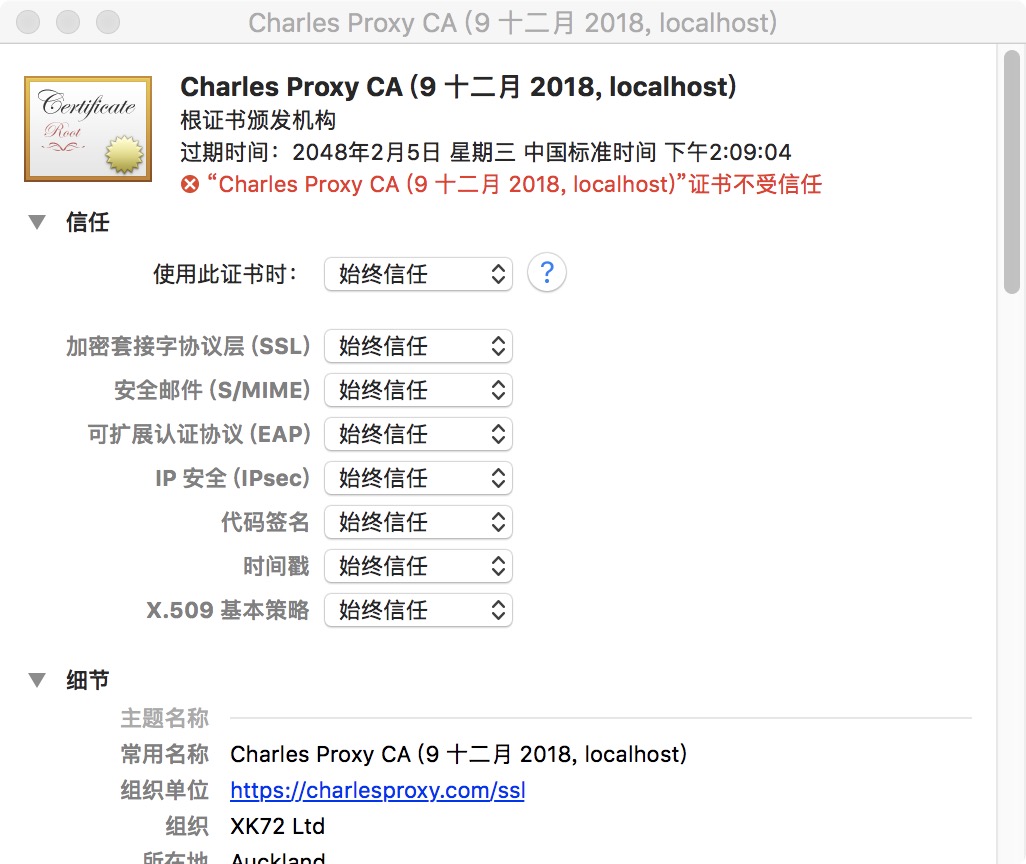 Charles Proxy CA (9 十二月 2018, localhost)
Certificate
Root
Charles Proxy CA (9 十二月 2018, localhost)
根证书颁发机构
过期时间：2048年2月5日 星期三 中国标准时间 下午2:09:04
“Charles Proxy CA (9 十二月 2018, localhost)”证书不受信任
信任
使用此证书时： 始终信任 ?
加密套接字协议层 (SSL) 始终信任
安全邮件 (S/MIME) 始终信任
可扩展认证协议 (EAP) 始终信任
IP 安全 (IPsec) 始终信任
代码签名 始终信任
时间戳 始终信任
X.509 基本策略 始终信任
细节
主题名称
常用名称 Charles Proxy CA (9 十二月 2018, localhost)
组织单位 https://charlesproxy.com/ssl
组织 XK72 Ltd
所在地 Auckland